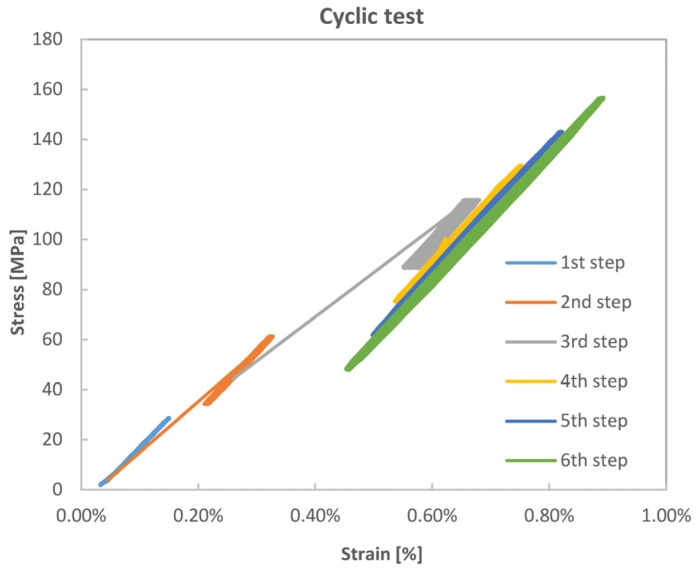 Cyclic test
180
160
140
120
100
80
60
40
20
0
Stress [MPa]
1st step
2nd step
3rd step
4th step
5th step
6th step
0.00% 0.20% 0.40% 0.60% 0.80% 1.00%
Strain [%]